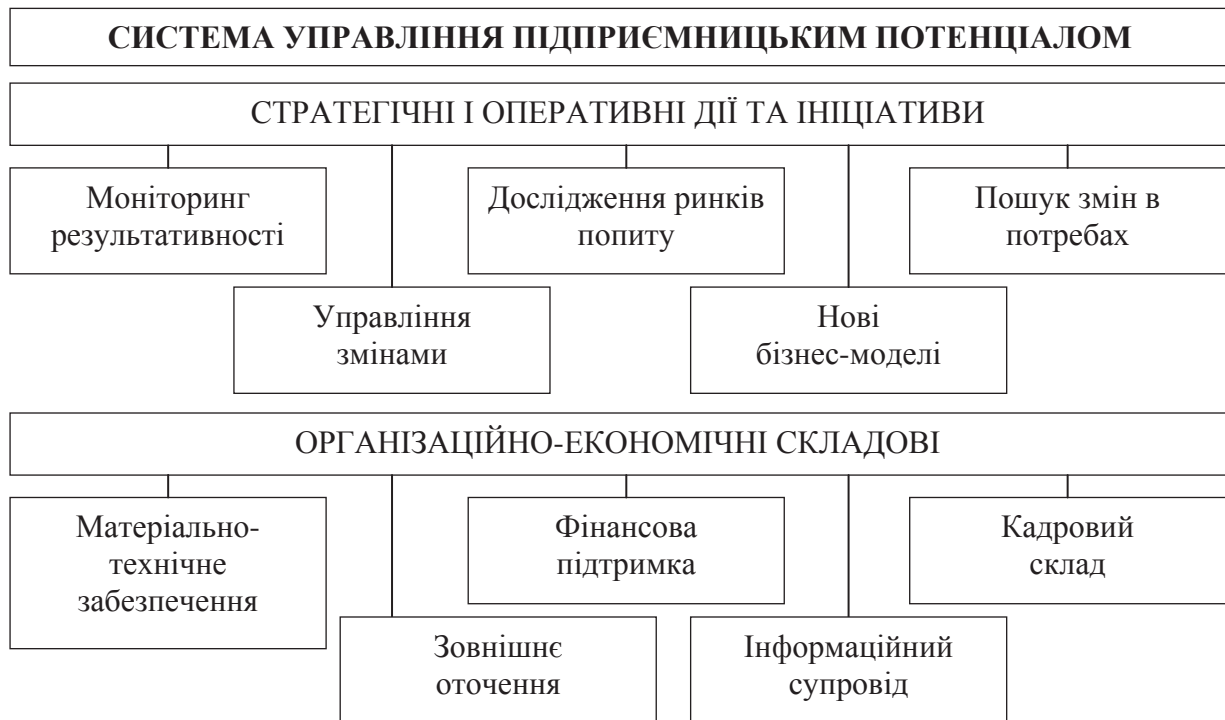 СИСТЕМА УПРАВЛІННЯ ПІДПРИЄМНИЦЬКИМ ПОТЕНЦІАЛОМ
СТРАТЕГІЧНІ І ОПЕРАТИВНІ ДІЇ ТА ІНІЦІАТИВИ
Моніторинг
результативності
Дослідження ринків
попиту
Пошук змін в
потребах
Управління
змінами
Нові
бізнес-моделі
ОРГАНІЗАЦІЙНО-ЕКОНОМІЧНІ СКЛАДОВІ
Матеріально-
технічне
забезпечення
Фінансова
підтримка
Кадровий
склад
Зовнішнє
оточення
Інформаційний
супровід